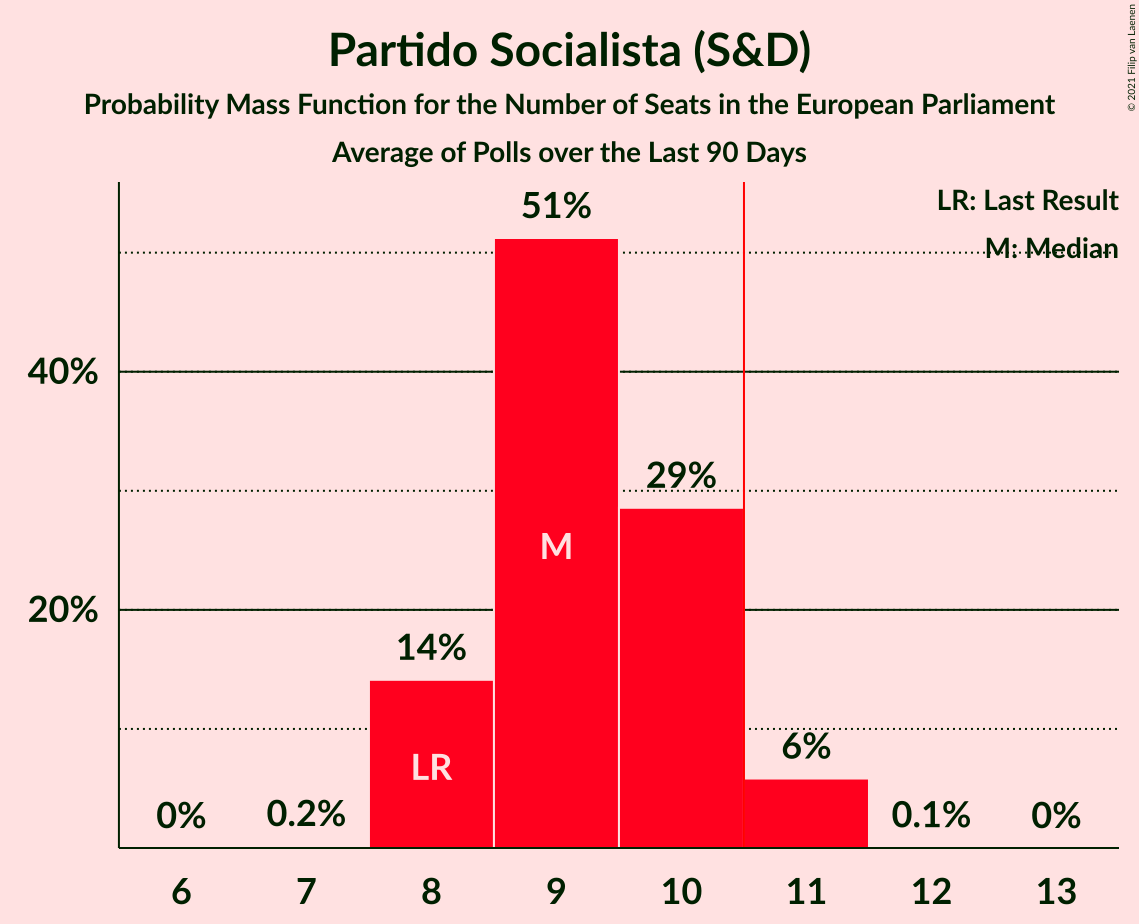 Partido Socialista (S&D)
Probability Mass Function for the Number of Seats in the European Parliament
Average of Polls over the Last 90 Days
© 2021 Filip van Laenen
LR: Last Result
M: Median
51%
40%
29%
M
20%
14%
LR
6%
0%
0.2%
0.1%
0%
6 7 8 9 10 11 12 13